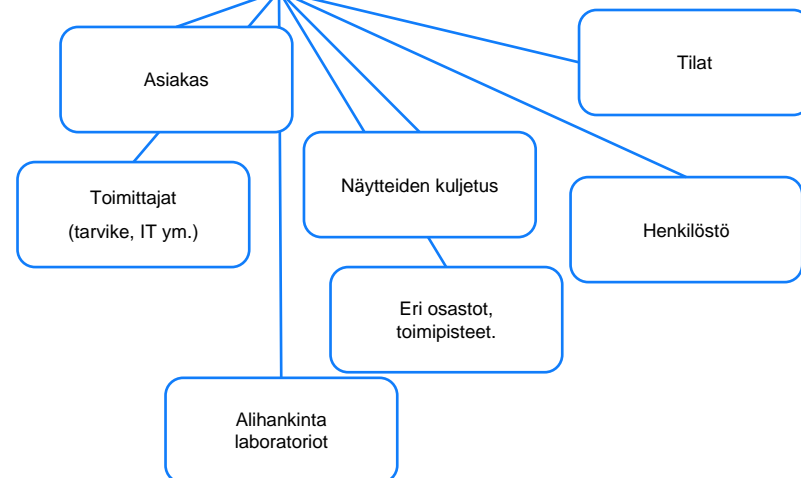 Asiakas
Tilat
Toimittajat
(tarvike, IT ym.)
Näytteiden kuljetus
Henkilöstö
Eri osastot,
toimipisteet.
Alihankinta
laboratoriot